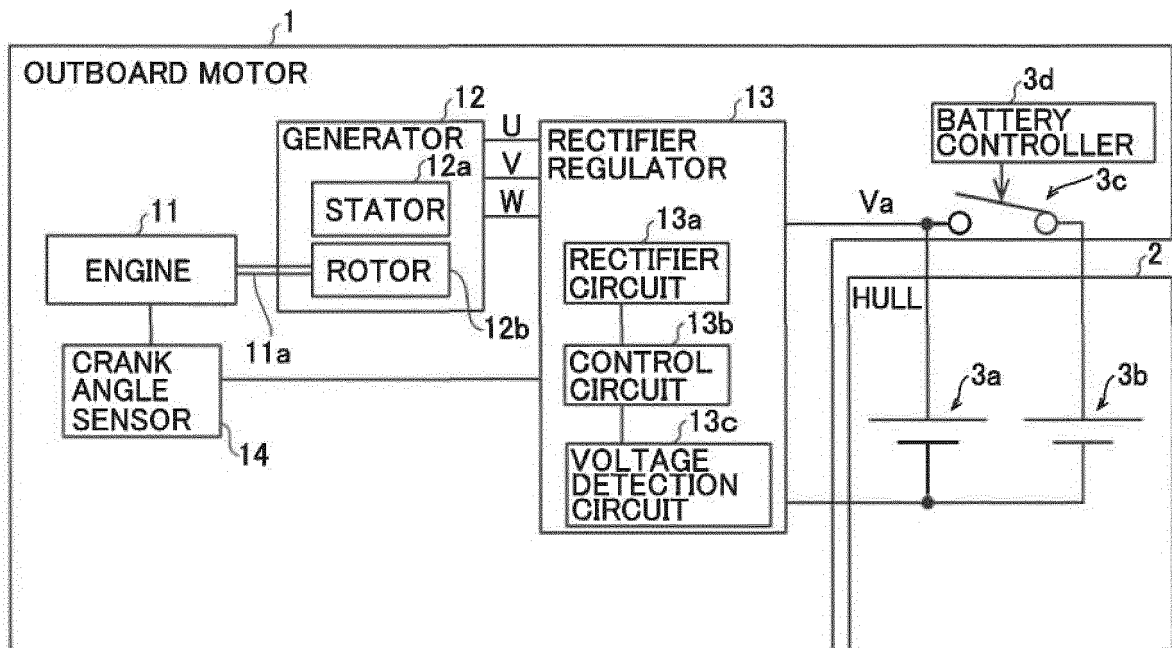 1
OUTBOARD MOTOR
12
GENERATOR
12a
STATOR
ROTOR
12b
U
V
W
13
RECTIFIER
REGULATOR
13a
RECTIFIER
CIRCUIT
13b
CONTROL
CIRCUIT
13c
VOLTAGE
DETECTION
CIRCUIT
11
ENGINE
11a
CRANK
ANGLE
SENSOR
14
3d
BATTERY
CONTROLLER
3c
Va
2
HULL
3a
3b